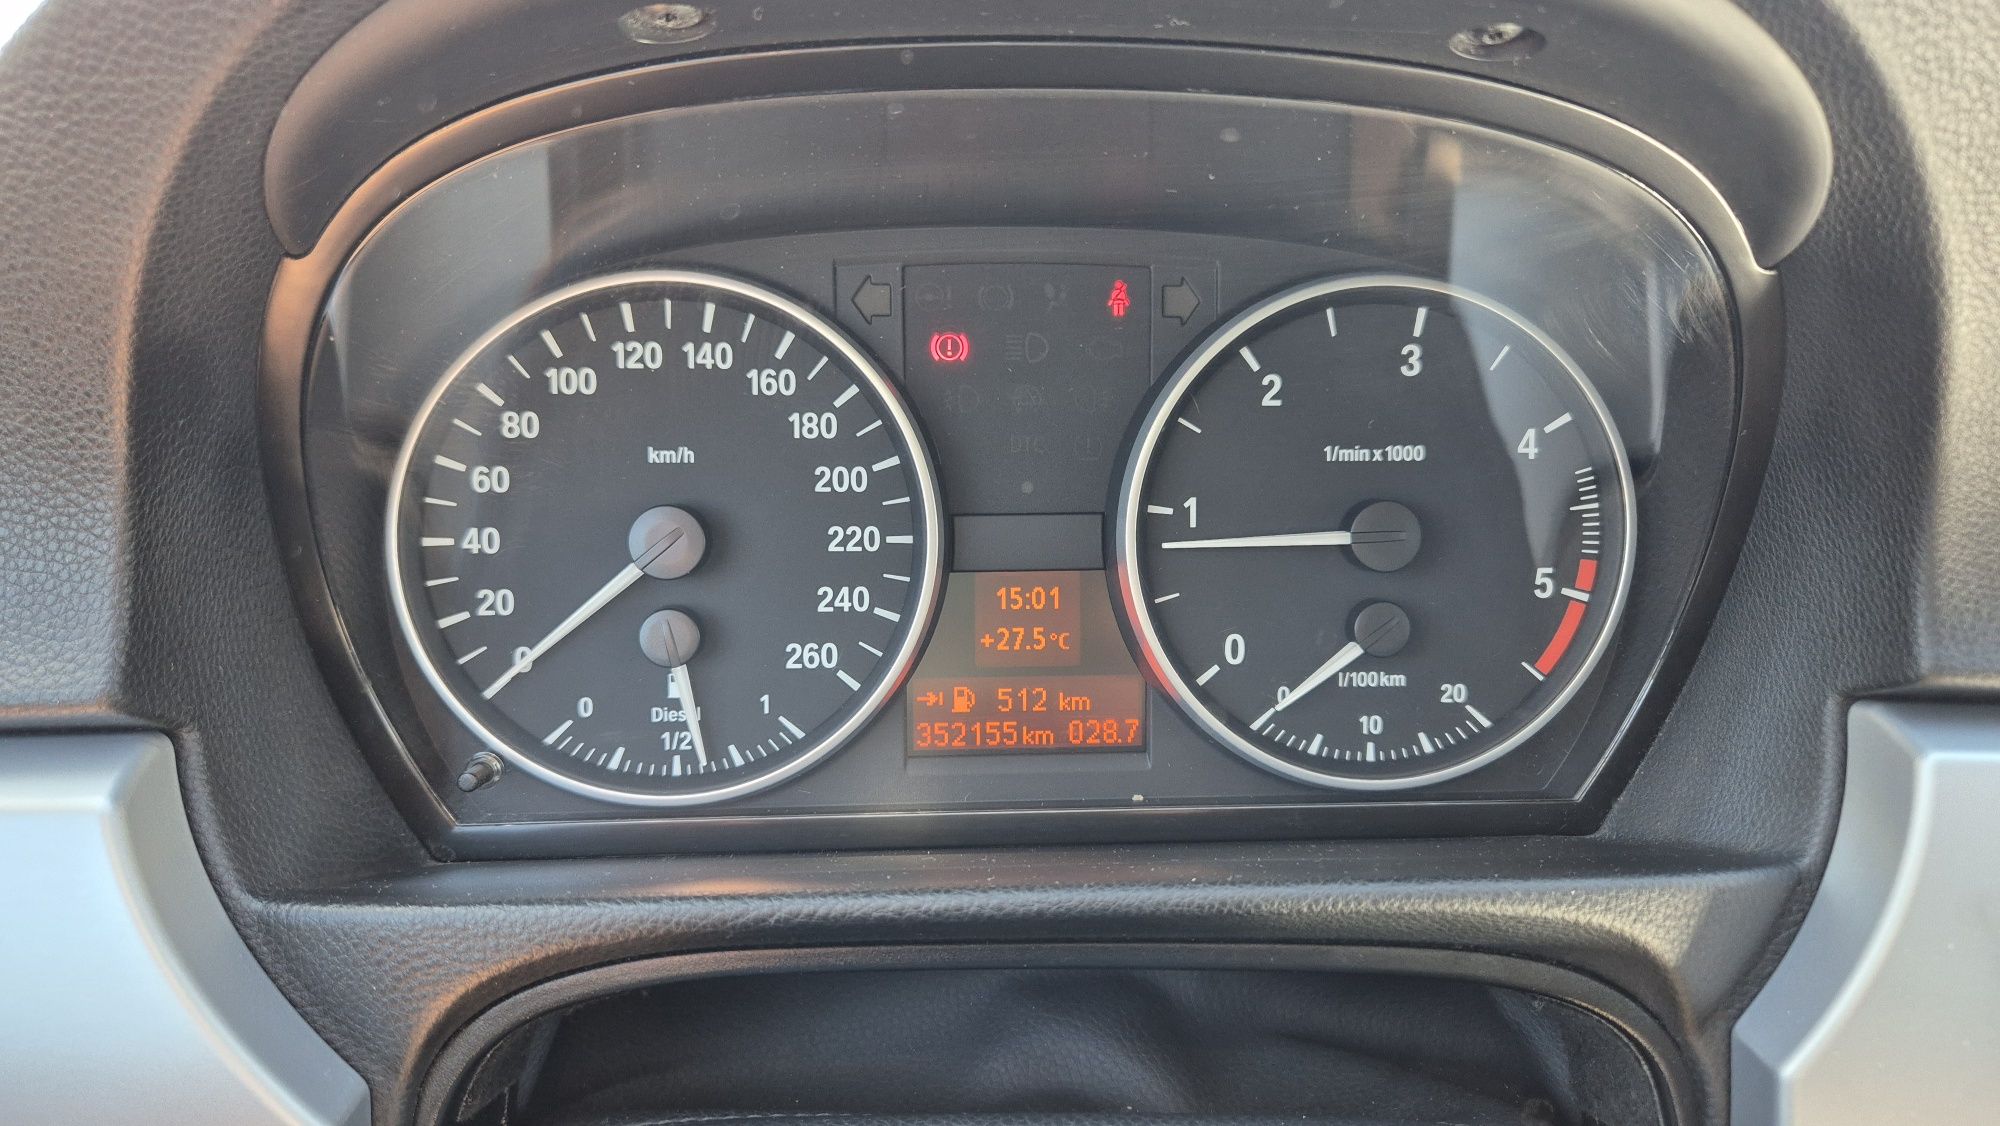 120 140
100 160
80 180
60 200
40 220
20 240
0 260
km/h
0 1/2 1
Diesel
DTC
15:01
+27.5°C
512 km
352155km 028.7
0 1 2 3 4 5
1/min x 1000
l/100km
0 10 20